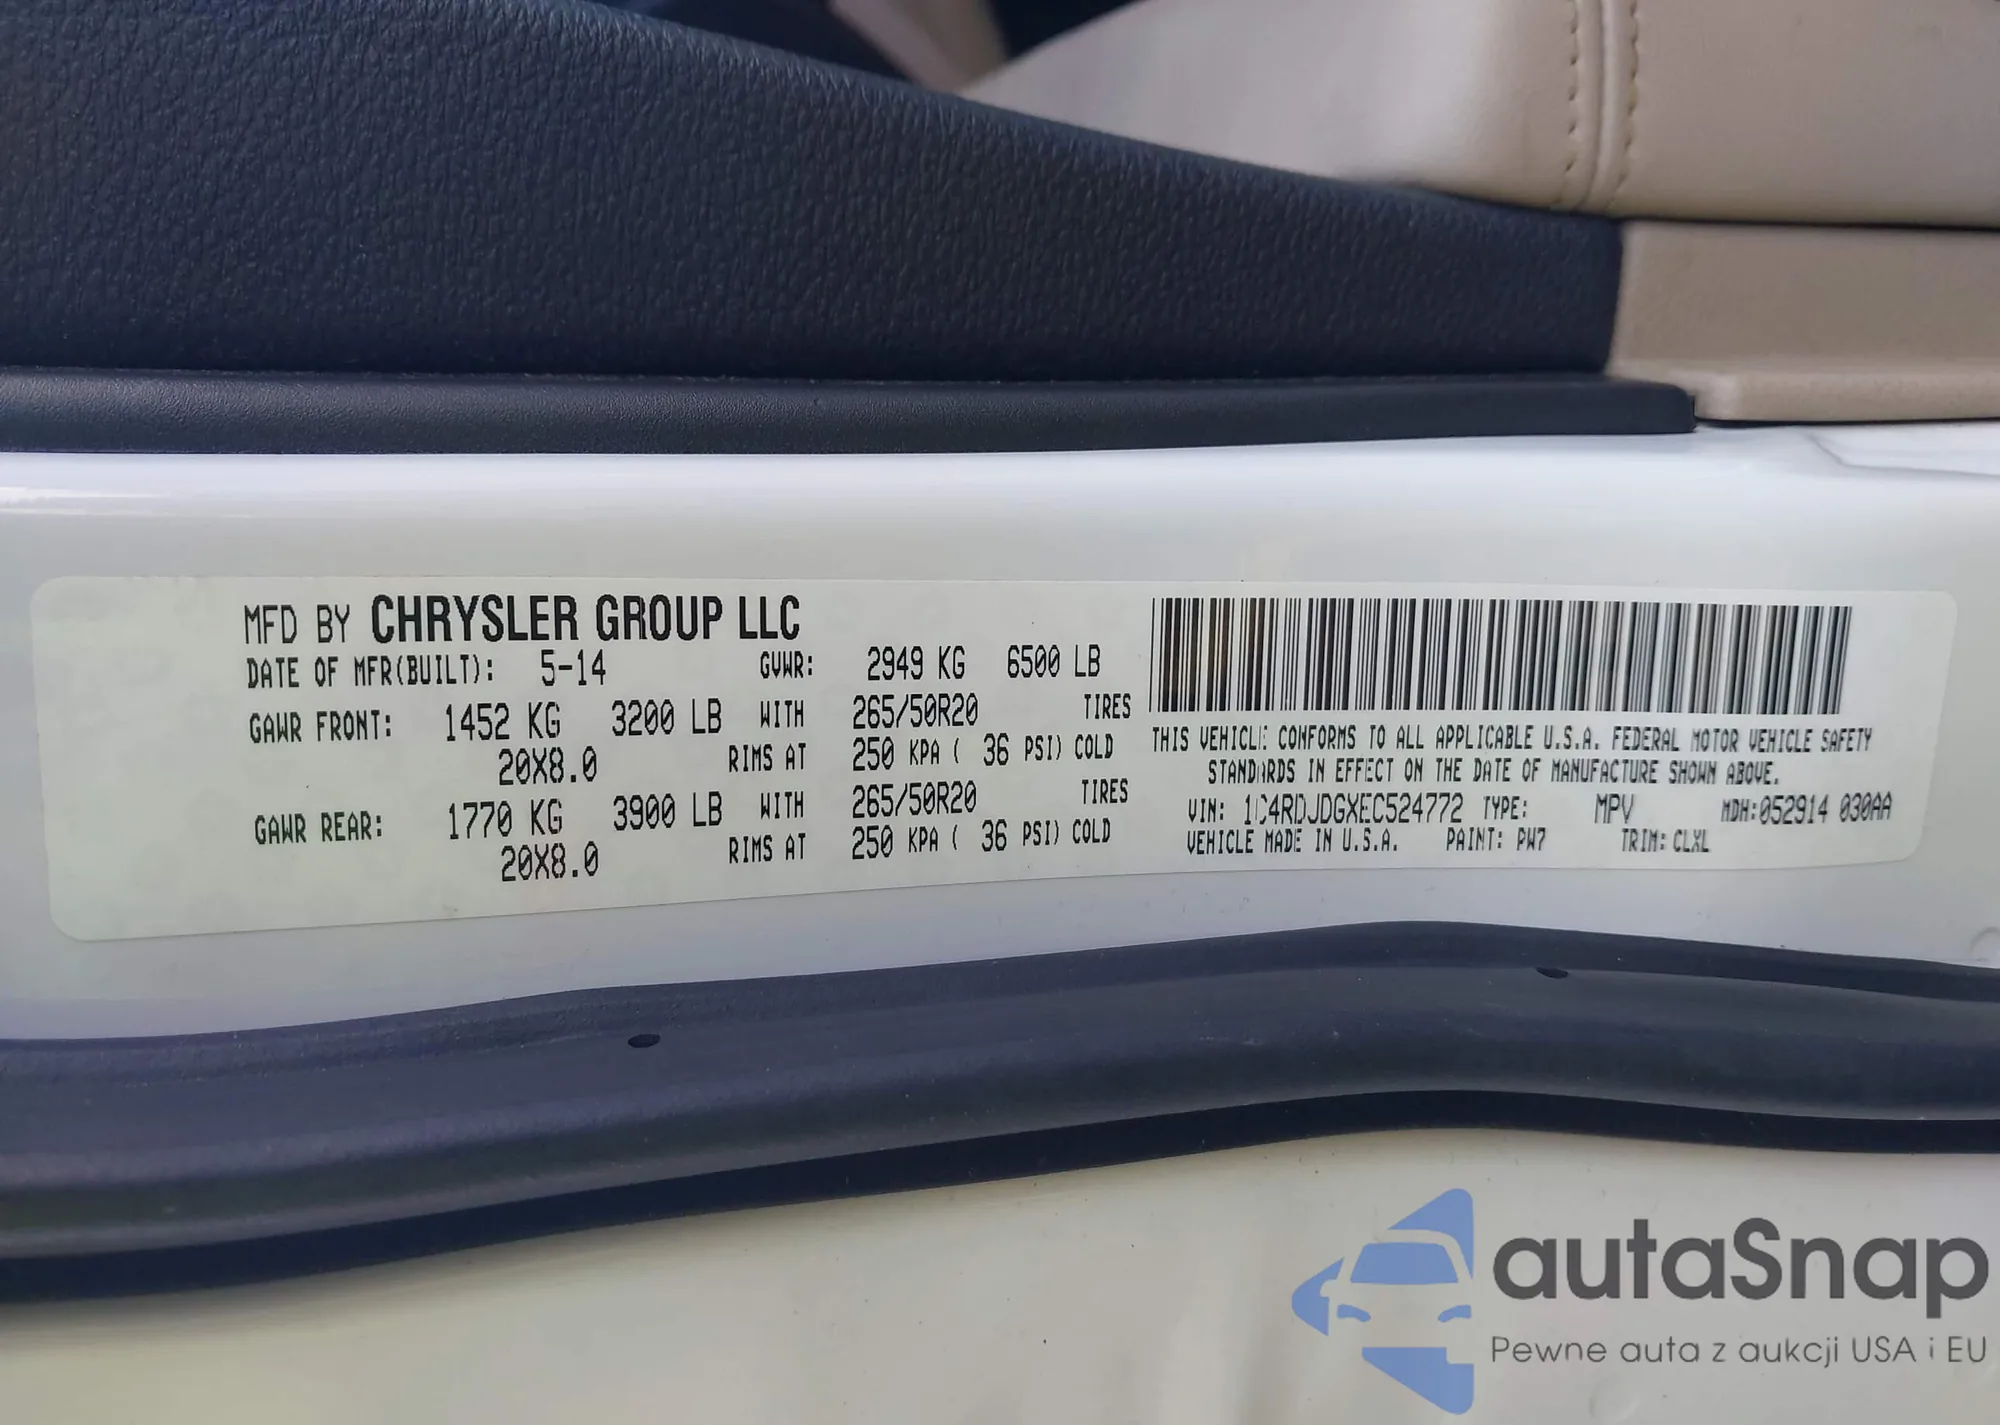 MFD BY CHRYSLER GROUP LLC
DATE OF MFR(BUILT): 5-14 GVWR: 2949 KG 6500 LB
GAWR FRONT: 1452 KG 3200 LB WITH 265/50R20 TIRES
20X8.0 RIMS AT 250 KPA ( 36 PSI) COLD
GAWR REAR: 1770 KG 3900 LB WITH 265/50R20 TIRES
20X8.0 RIMS AT 250 KPA ( 36 PSI) COLD
THIS VEHICLE CONFORMS TO ALL APPLICABLE U.S.A. FEDERAL MOTOR VEHICLE SAFETY
STANDARDS IN EFFECT ON THE DATE OF MANUFACTURE SHOWN ABOVE.
VIN: 1C4RDJDGXEC524772 TYPE: MPV MDH:052914 030AA
VEHICLE MADE IN U.S.A. PAINT: PW7 TRIM: CLXL
autaSnap
Pewne auta z aukcji USA i EU